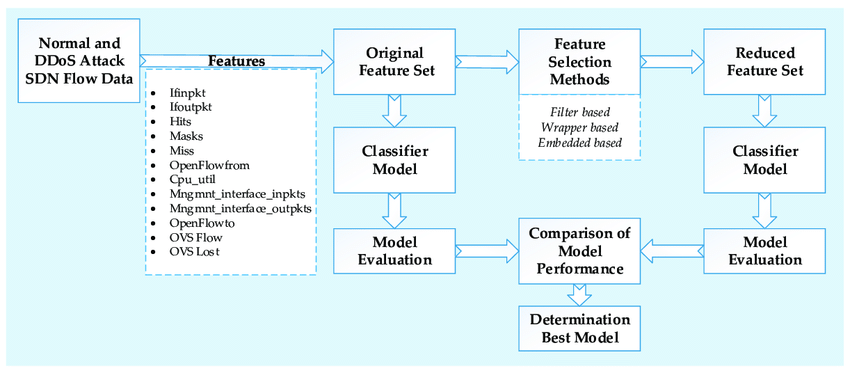 Normal and
DDoS Attack
SDN Flow Data
Features
• Ifinpkt
• Ifoutpkt
• Hits
• Masks
• Miss
• OpenFlowfrom
• Cpu_util
• Mngmnt_interface_inpkts
• Mngmnt_interface_outpkts
• OpenFlowto
• OVS Flow
• OVS Lost
Original
Feature Set
Classifier
Model
Model
Evaluation
Feature
Selection
Methods
Filter based
Wrapper based
Embedded based
Reduced
Feature Set
Classifier
Model
Model
Evaluation
Comparison of
Model
Performance
Determination
Best Model